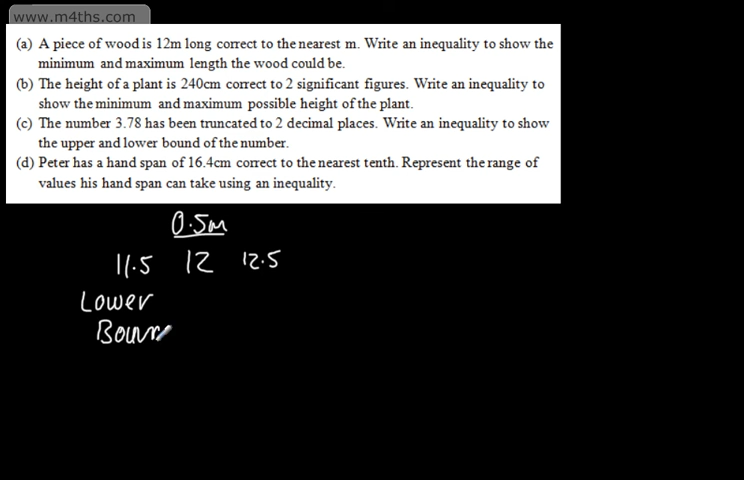 www.m4ths.com
(a) A piece of wood is 12m long correct to the nearest m. Write an inequality to show the
minimum and maximum length the wood could be.
(b) The height of a plant is 240cm correct to 2 significant figures. Write an inequality to
show the minimum and maximum possible height of the plant.
(c) The number 3.78 has been truncated to 2 decimal places. Write an inequality to show
the upper and lower bound of the number.
(d) Peter has a hand span of 16.4cm correct to the nearest tenth. Represent the range of
values his hand span can take using an inequality.
0.5m
11.5 12 12.5
Lower
Boun